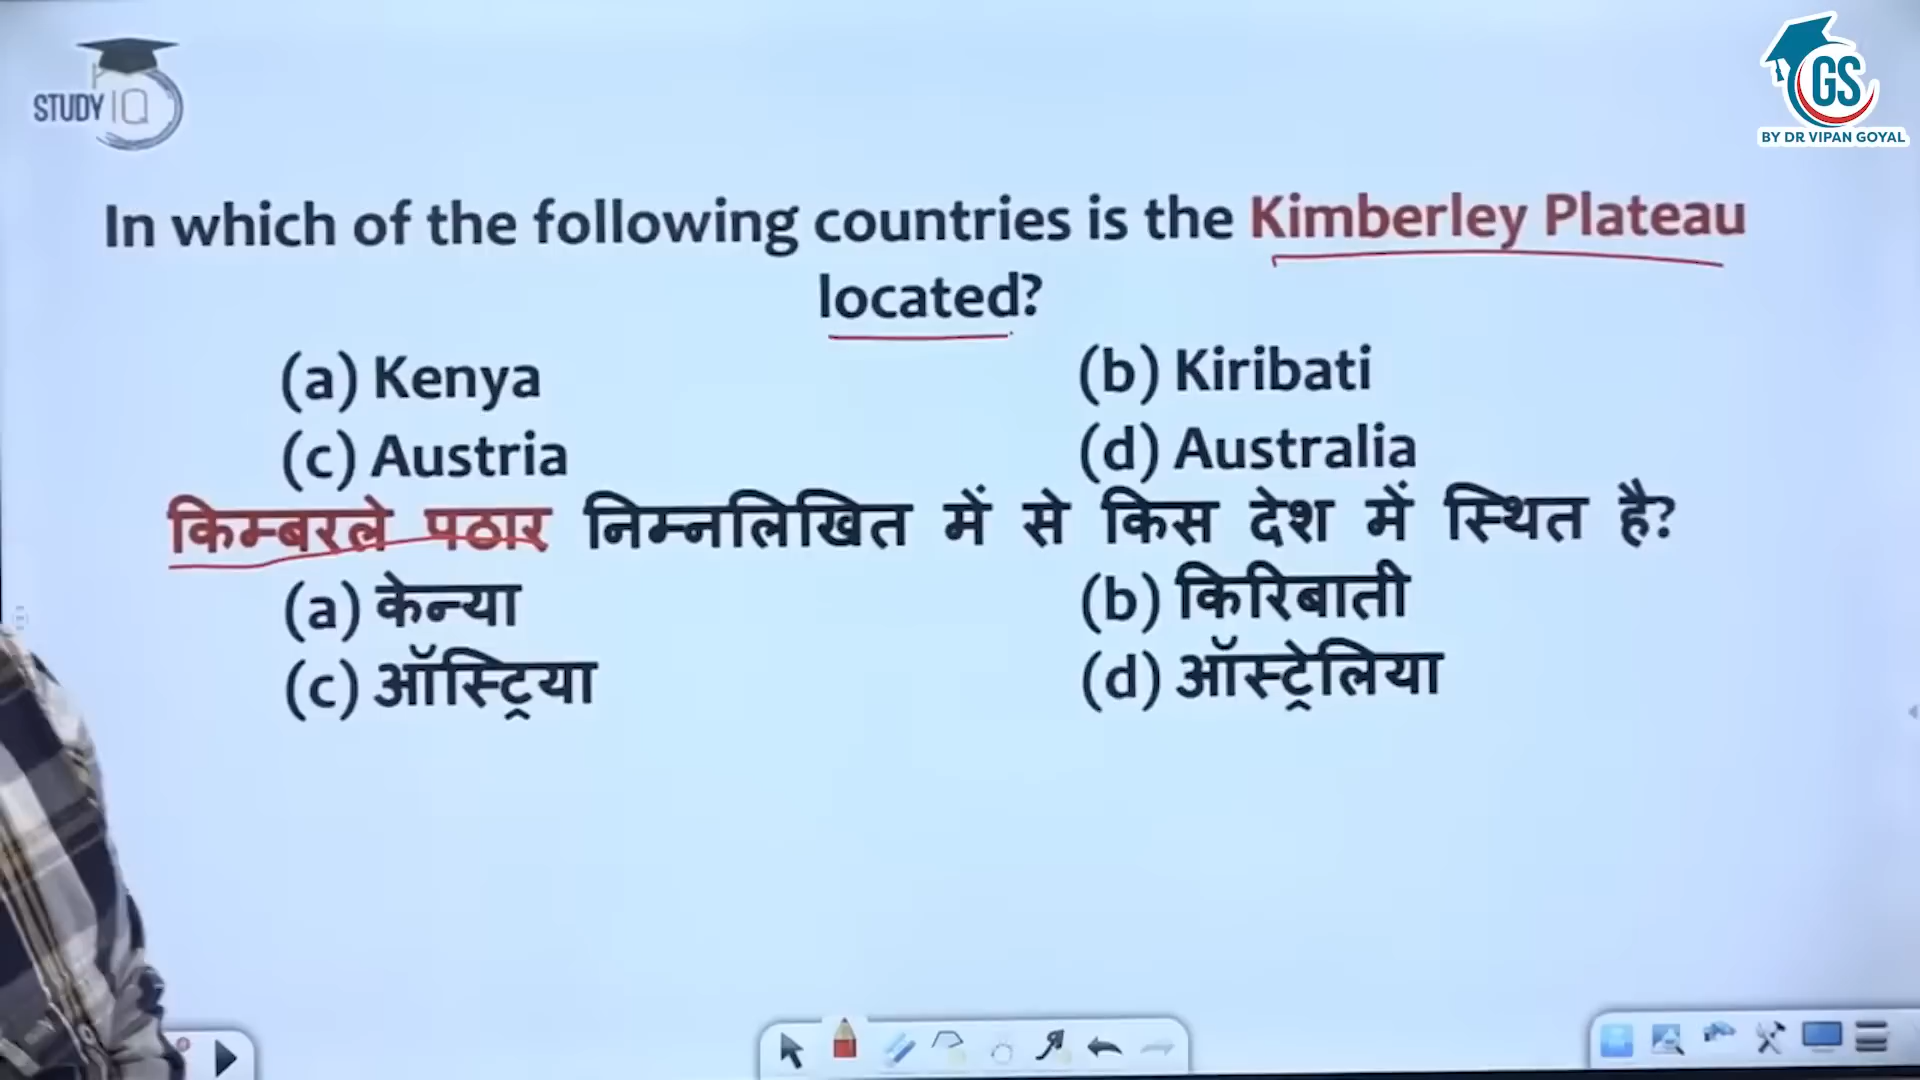 STUDY IQ
GS
BY DR VIPAN GOYAL
In which of the following countries is the Kimberley Plateau
located?
(a) Kenya
(b) Kiribati
(c) Austria
(d) Australia
किम्बरले पठार निम्नलिखित में से किस देश में स्थित है?
(a) केन्या
(b) किरिबाती
(c) ऑस्ट्रिया
(d) ऑस्ट्रेलिया